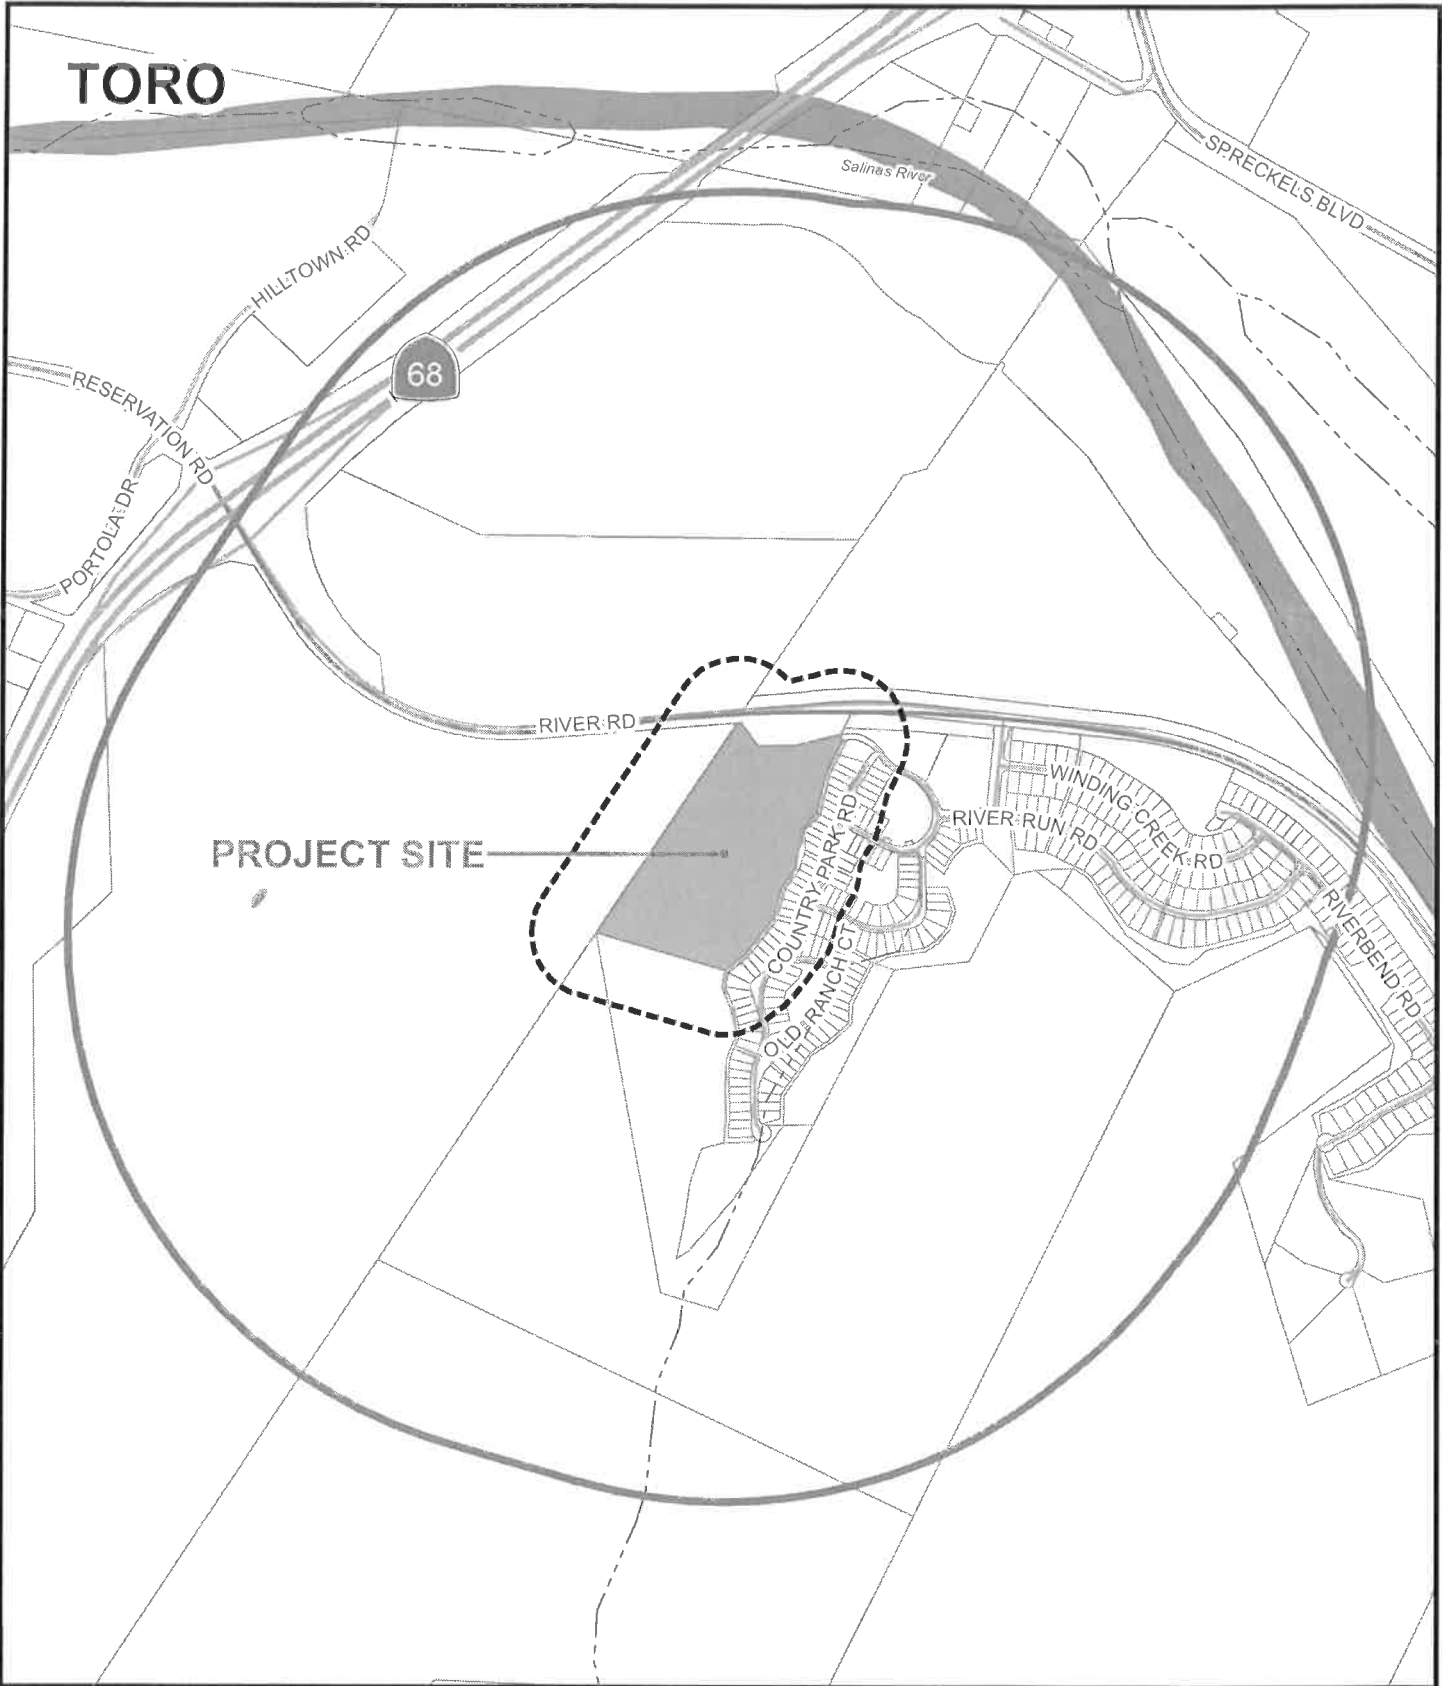 TORO
Salinas River
SPRECKELS BLVD
HILLTOWN RD
68
RESERVATION RD
PORTOLA DR
RIVER RD
WINDING CREEK RD
RIVER RUN RD
PROJECT SITE
COUNTRY PARK RD
RIVERBEND RD
OLD RANCH CT